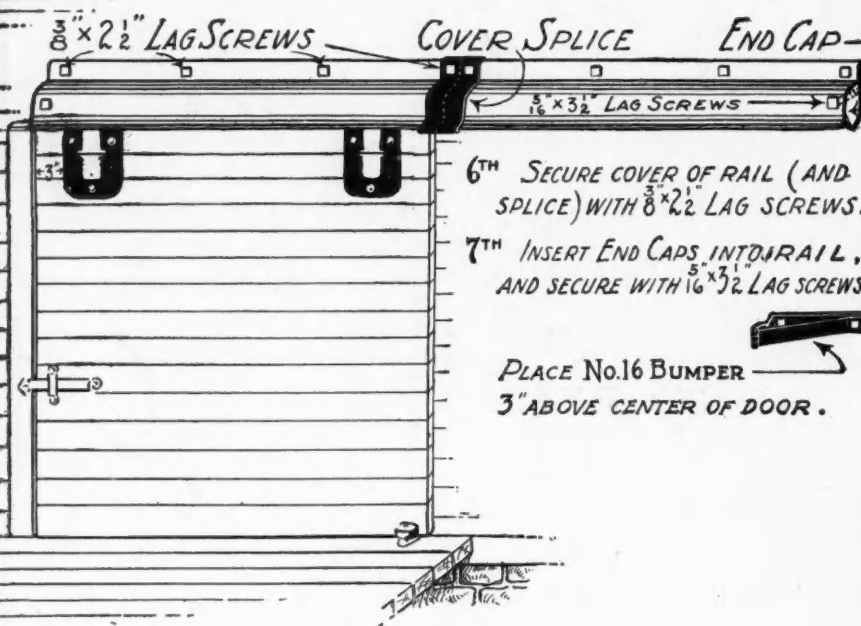 3/8" x 2 1/2" LAG SCREWS
COVER SPLICE
END CAP
5/16 x 3 1/2" LAG SCREWS
3"
6TH SECURE COVER OF RAIL (AND
SPLICE) WITH 3/8" x 2 1/2" LAG SCREWS.
7TH INSERT END CAPS INTO RAIL,
AND SECURE WITH 5/16" x 3 1/2" LAG SCREWS
PLACE No.16 BUMPER
3" ABOVE CENTER OF DOOR.